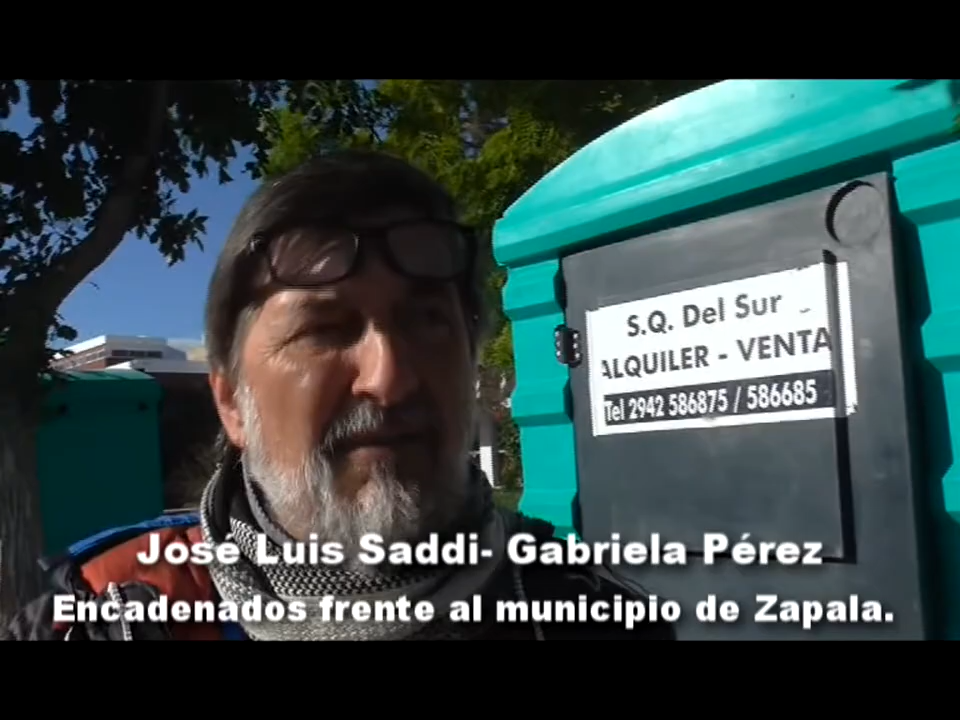 S.Q. Del Sur
ALQUILER - VENTA
Tel 2942 586875 / 586685
José Luis Saddi- Gabriela Pérez
Encadenados frente al municipio de Zapala.